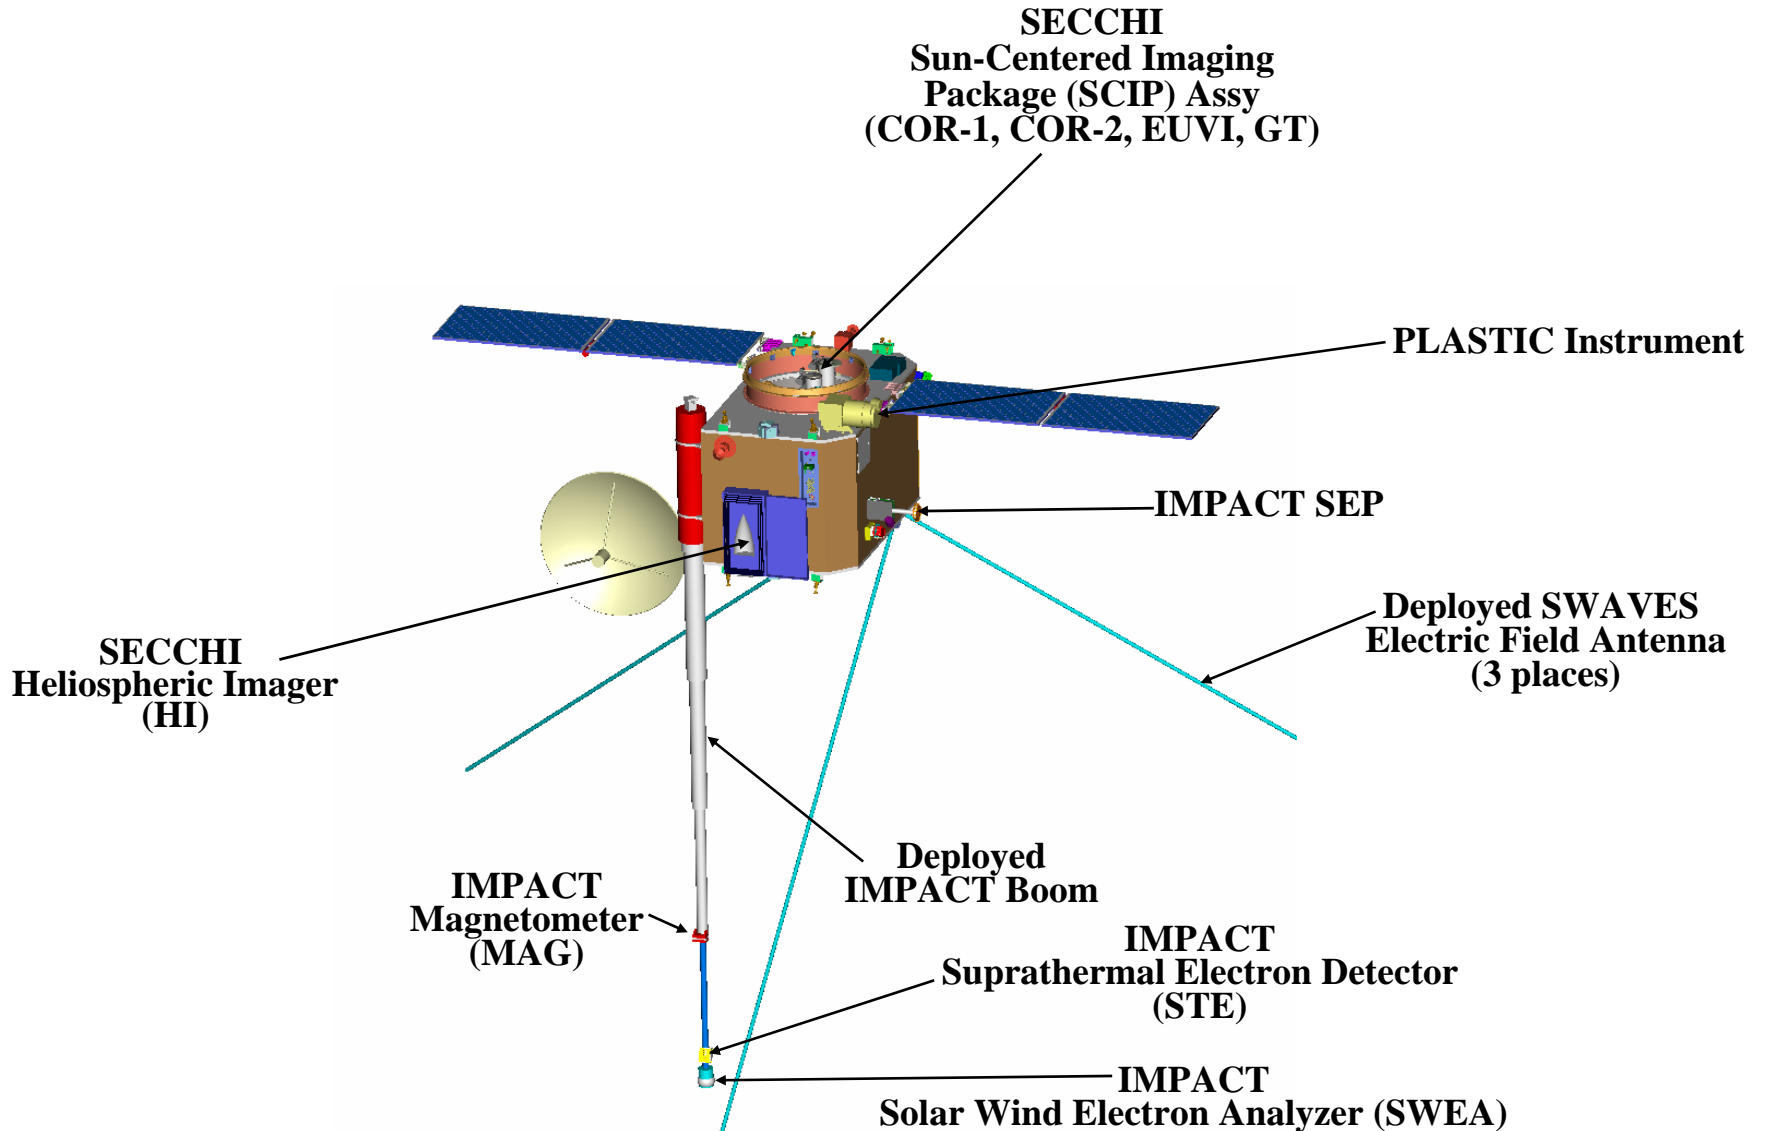 SECCHI
Sun-Centered Imaging
Package (SCIP) Assy
(COR-1, COR-2, EUVI, GT)
PLASTIC Instrument
IMPACT SEP
Deployed SWAVES
Electric Field Antenna
(3 places)
SECCHI
Heliospheric Imager
(HI)
Deployed
IMPACT Boom
IMPACT
Magnetometer
(MAG)
IMPACT
Suprathermal Electron Detector
(STE)
IMPACT
Solar Wind Electron Analyzer (SWEA)